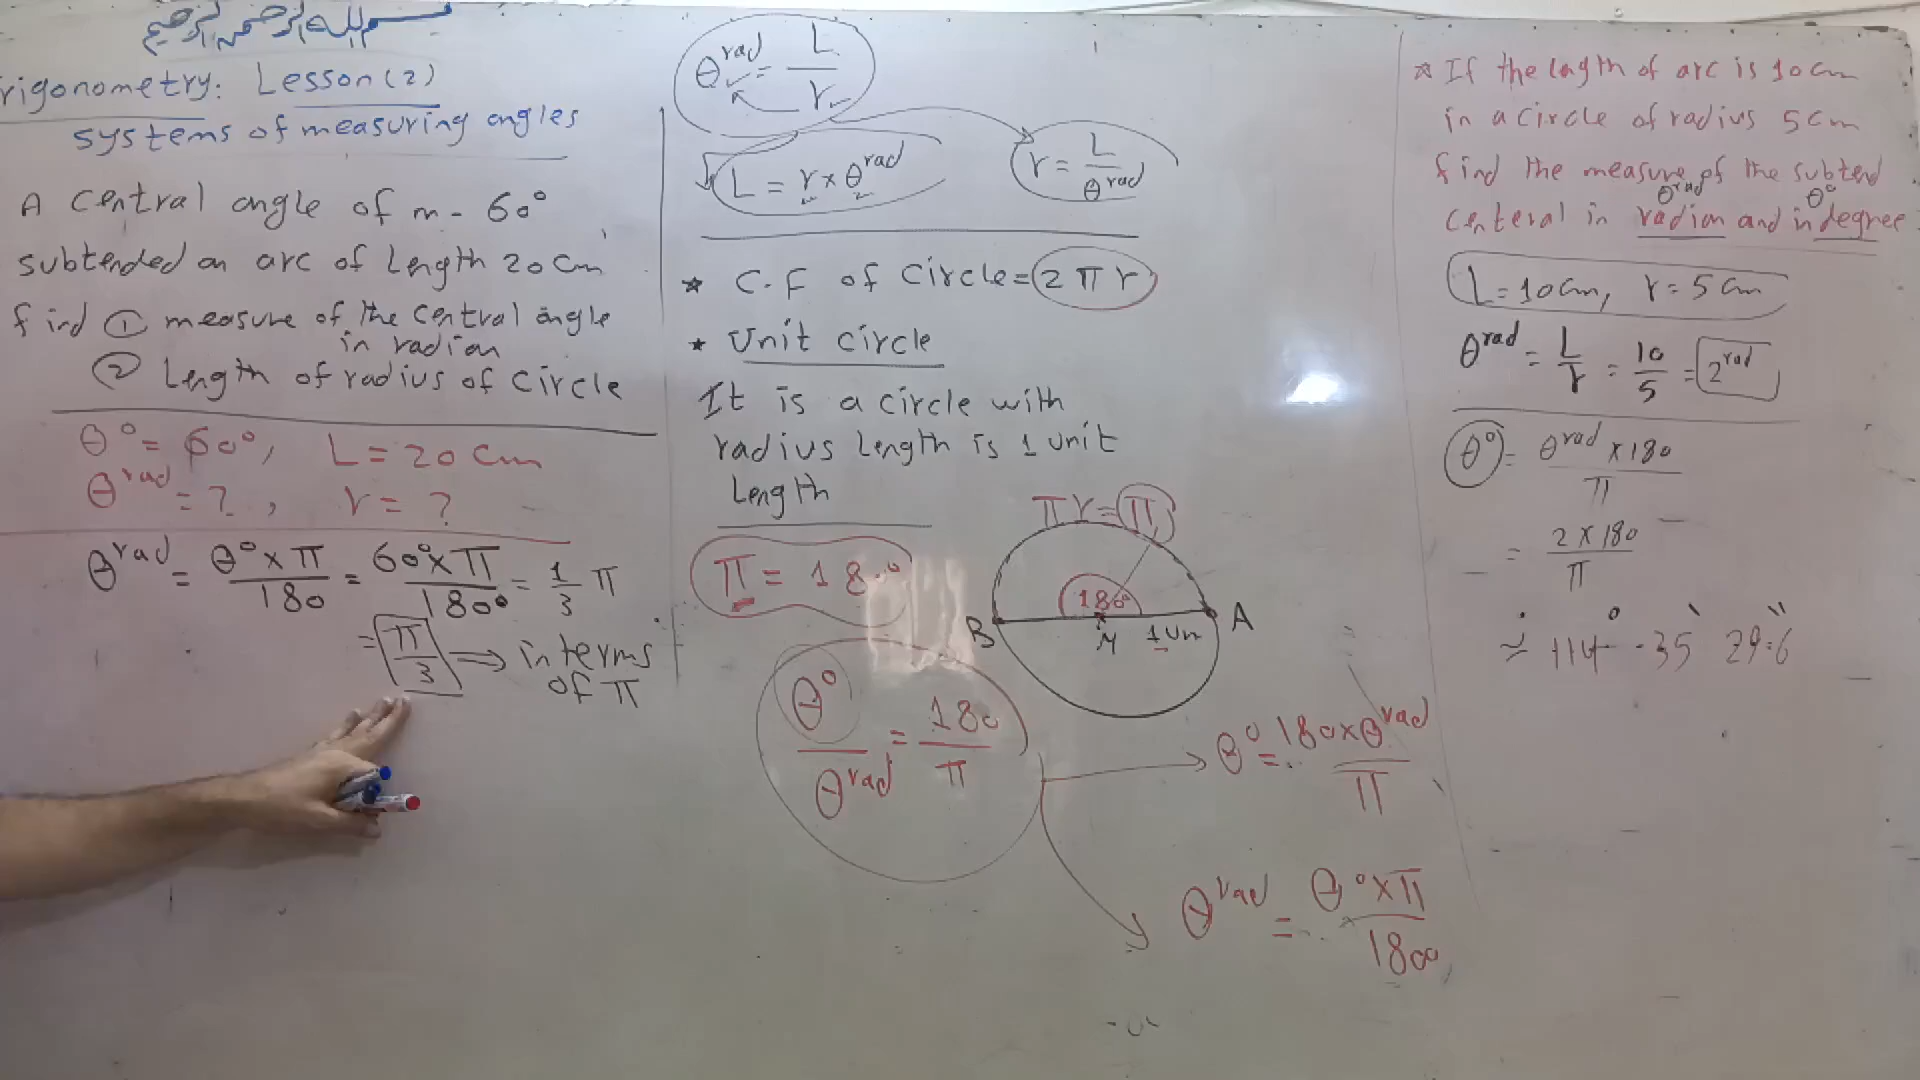 بسم الله الرحمن الرحيم
rigonometry: Lesson (2)
systems of measuring angles
A central angle of m - 60°
subtended an arc of Length 20 cm
find ① measure of the central angle
in radian
② Length of radius of circle
θ° = 60°, L = 20 cm
θ^rad = ?, r = ?
θ^rad = θ° × π / 180 = 60° × π / 180° = 1/3 π
= π/3 → in terms
of π
θ^rad = L / r
L = r × θ^rad
r = L / θ^rad
* C.F of circle = 2 π r
* Unit circle
It is a circle with
radius length is 1 unit
Length
π r = π
π = 180°
180°
B M 1 un A
θ° / θ^rad = 180 / π
θ° = 180 × θ^rad / π
θ^rad = θ° × π / 180°
* If the length of arc is 10 cm
in a circle of radius 5 cm
find the measure of the subtend
θ^rad θ°
centeral in radian and in degree
L = 10 cm, r = 5 cm
θ^rad = L / r = 10 / 5 = 2^rad
θ° = θ^rad × 180 / π
= 2 × 180 / π
≃ 114° 35' 29.6"